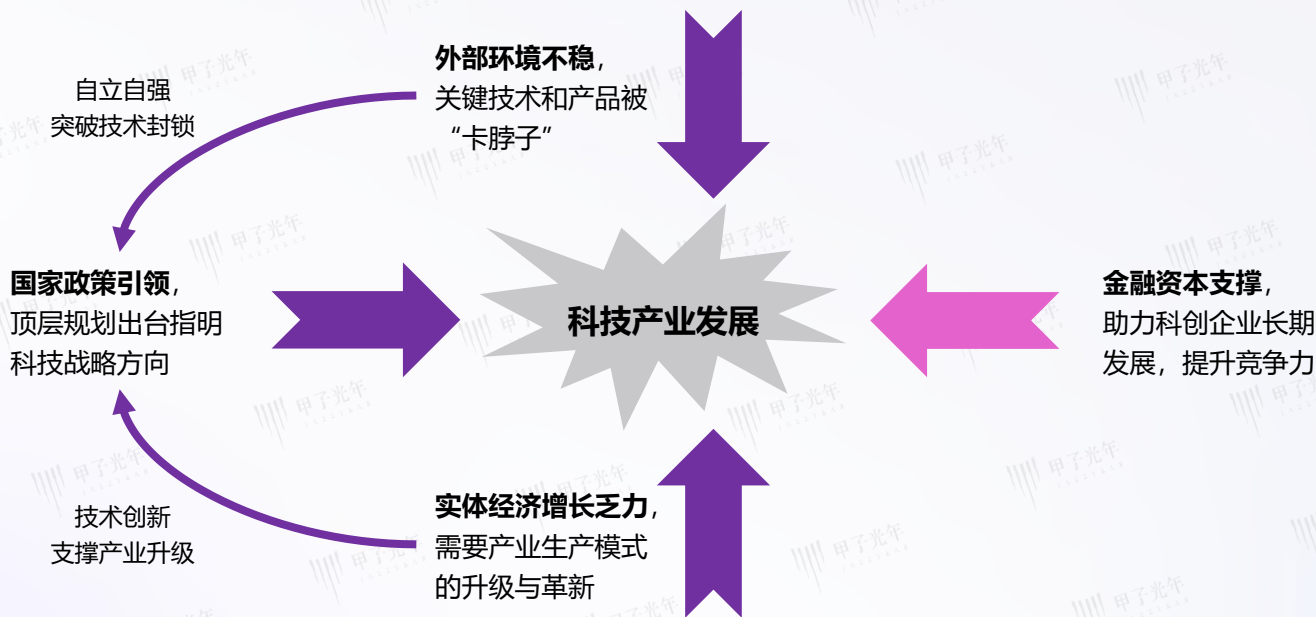 外部环境不稳，
关键技术和产品被
“卡脖子”
自立自强
突破技术封锁
国家政策引领，
顶层规划出台指明
科技战略方向
科技产业发展
金融资本支撑，
助力科创企业长期
发展，提升竞争力
实体经济增长乏力，
需要产业生产模式
的升级与革新
技术创新
支撑产业升级
甲子光年